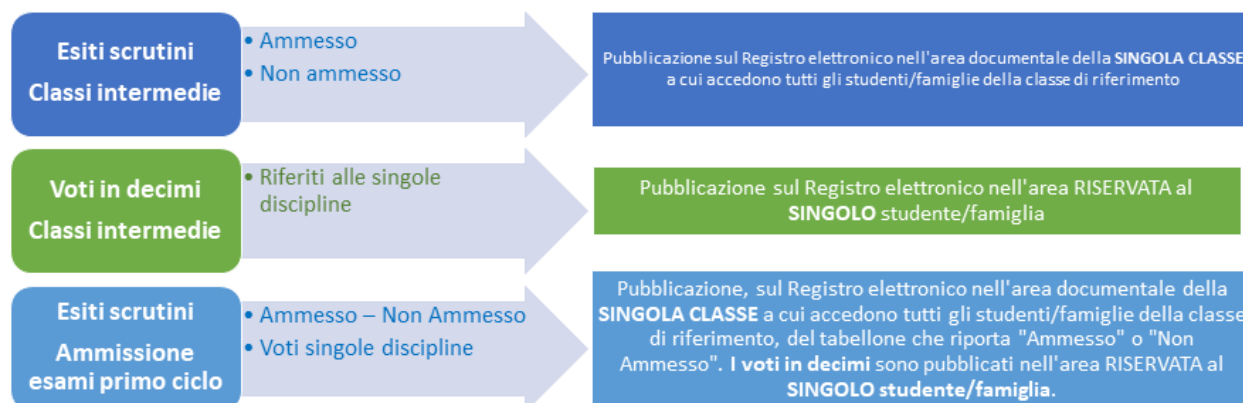 Esiti scrutini
Classi intermedie
• Ammesso
• Non ammesso
Pubblicazione sul Registro elettronico nell'area documentale della SINGOLA CLASSE
a cui accedono tutti gli studenti/famiglie della classe di riferimento
Voti in decimi
Classi intermedie
• Riferiti alle singole
discipline
Pubblicazione sul Registro elettronico nell'area RISERVATA al
SINGOLO studente/famiglia
Esiti scrutini
Ammissione
esami primo ciclo
• Ammesso – Non Ammesso
• Voti singole discipline
Pubblicazione, sul Registro elettronico nell'area documentale della
SINGOLA CLASSE a cui accedono tutti gli studenti/famiglie della classe
di riferimento, del tabellone che riporta "Ammesso" o "Non
Ammesso". I voti in decimi sono pubblicati nell'area RISERVATA al
SINGOLO studente/famiglia.